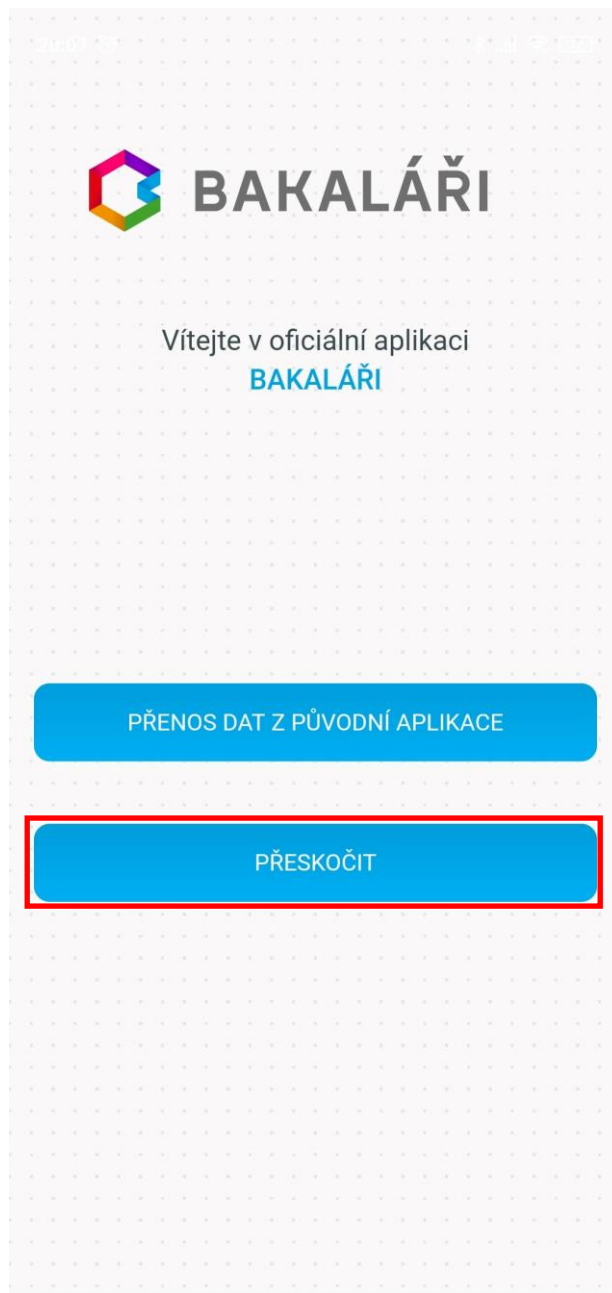 BAKALÁŘI
Vítejte v oficiální aplikaci
BAKALÁŘI
PŘENOS DAT Z PŮVODNÍ APLIKACE
PŘESKOČIT